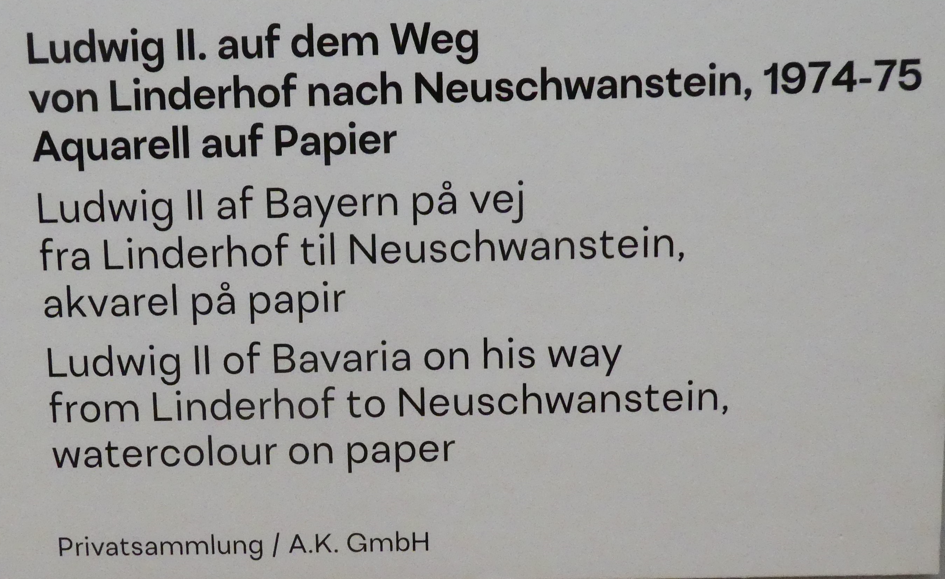 Ludwig II. auf dem Weg
von Linderhof nach Neuschwanstein, 1974-75
Aquarell auf Papier
Ludwig II af Bayern på vej
fra Linderhof til Neuschwanstein,
akvarel på papir
Ludwig II of Bavaria on his way
from Linderhof to Neuschwanstein,
watercolour on paper
Privatsammlung / A.K. GmbH